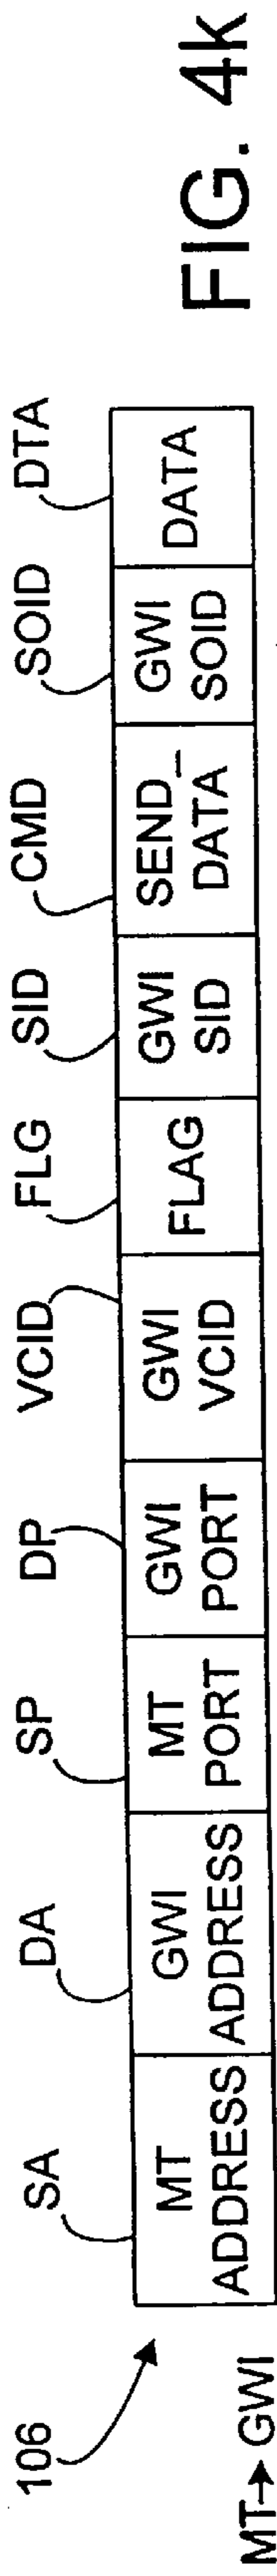 106
SA
DA
SP
DP
VCID
FLG
SID
CMD
SOID
DTA
MT
ADDRESS
GWI
ADDRESS
MT
PORT
GWI
PORT
GWI
VCID
FLAG
GWI
SID
SEND_
DATA
GWI
SOID
DATA
MT→GWI
FIG. 4k